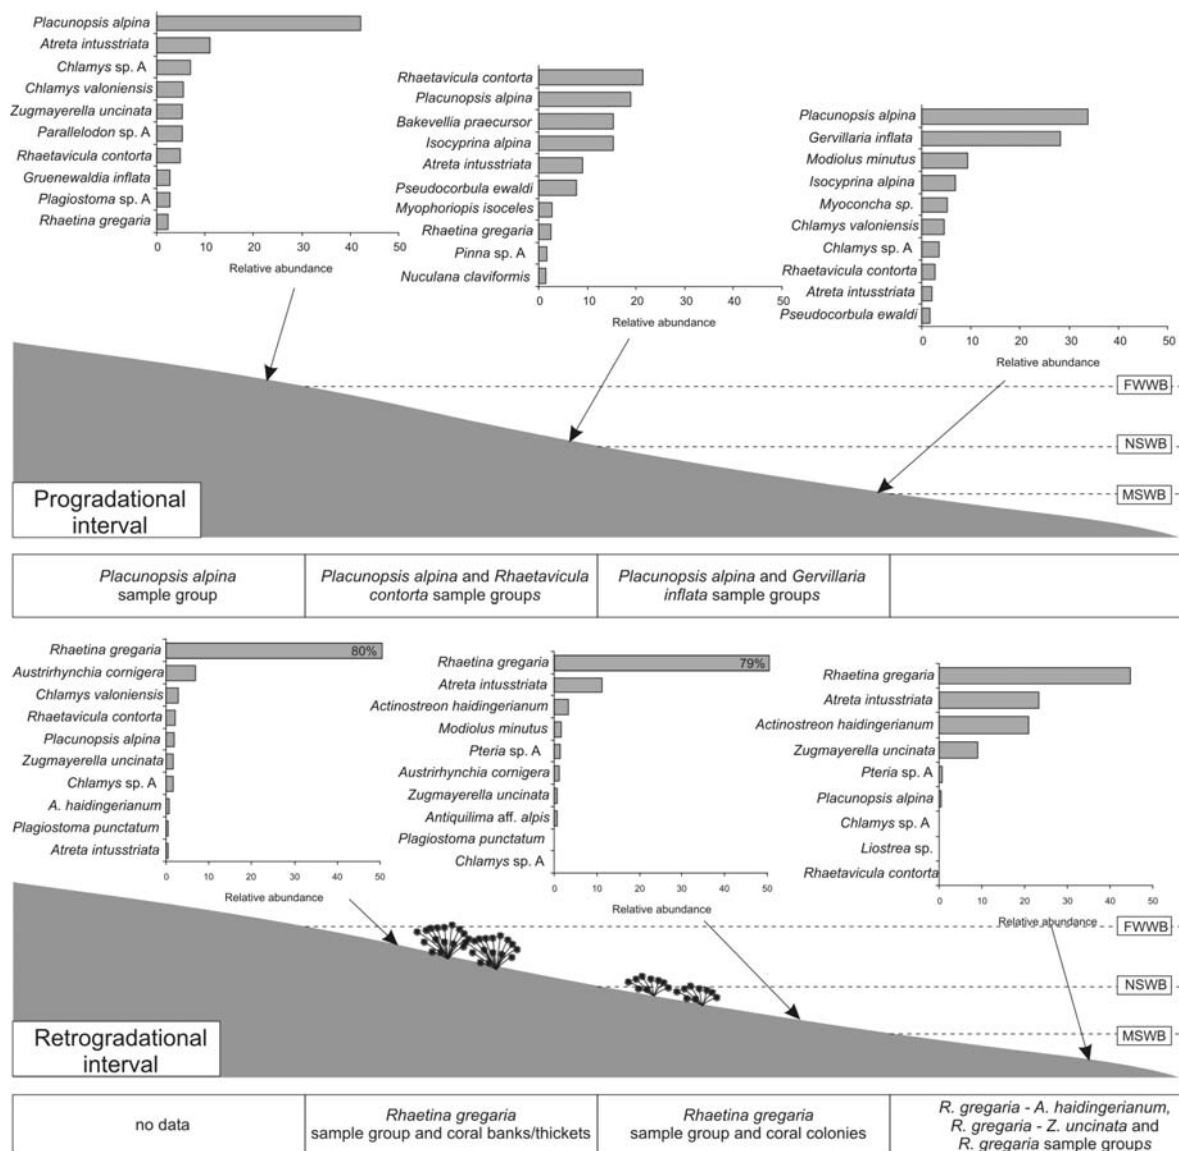 Placunopsis alpina
Atreta intusstriata
Chlamys sp. A
Chlamys valoniensis
Zugmayerella uncinata
Parallelodon sp. A
Rhaetavicula contorta
Gruenewaldia inflata
Plagiostoma sp. A
Rhaetina gregaria
0 10 20 30 40 50
Relative abundance
Rhaetavicula contorta
Placunopsis alpina
Bakevellia praecursor
Isocyprina alpina
Atreta intusstriata
Pseudocorbula ewaldi
Myophoriopis isoceles
Rhaetina gregaria
Pinna sp. A
Nuculana claviformis
0 10 20 30 40 50
Relative abundance
Placunopsis alpina
Gervillaria inflata
Modiolus minutus
Isocyprina alpina
Myoconcha sp.
Chlamys valoniensis
Chlamys sp. A
Rhaetavicula contorta
Atreta intusstriata
Pseudocorbula ewaldi
0 10 20 30 40 50
Relative abundance
FWWB
NSWB
MSWB
Progradational
interval
Placunopsis alpina
sample group
Placunopsis alpina and Rhaetavicula
contorta sample groups
Placunopsis alpina and Gervillaria
inflata sample groups
Rhaetina gregaria
80%
Austrirhynchia cornigera
Chlamys valoniensis
Rhaetavicula contorta
Placunopsis alpina
Zugmayerella uncinata
Chlamys sp. A
A. haidingerianum
Plagiostoma punctatum
Atreta intusstriata
0 10 20 30 40 50
Relative abundance
Rhaetina gregaria
79%
Atreta intusstriata
Actinostreon haidingerianum
Modiolus minutus
Pteria sp. A
Austrirhynchia cornigera
Zugmayerella uncinata
Antiquilima aff. alpis
Plagiostoma punctatum
Chlamys sp. A
0 10 20 30 40 50
Relative abundance
Rhaetina gregaria
Atreta intusstriata
Actinostreon haidingerianum
Zugmayerella uncinata
Pteria sp. A
Placunopsis alpina
Chlamys sp. A
Liostrea sp.
Rhaetavicula contorta
0 10 20 30 40 50
Relative abundance
FWWB
NSWB
MSWB
Retrogradational
interval
no data
Rhaetina gregaria
sample group and coral banks/thickets
Rhaetina gregaria
sample group and coral colonies
R. gregaria - A. haidingerianum,
R. gregaria - Z. uncinata and
R. gregaria sample groups